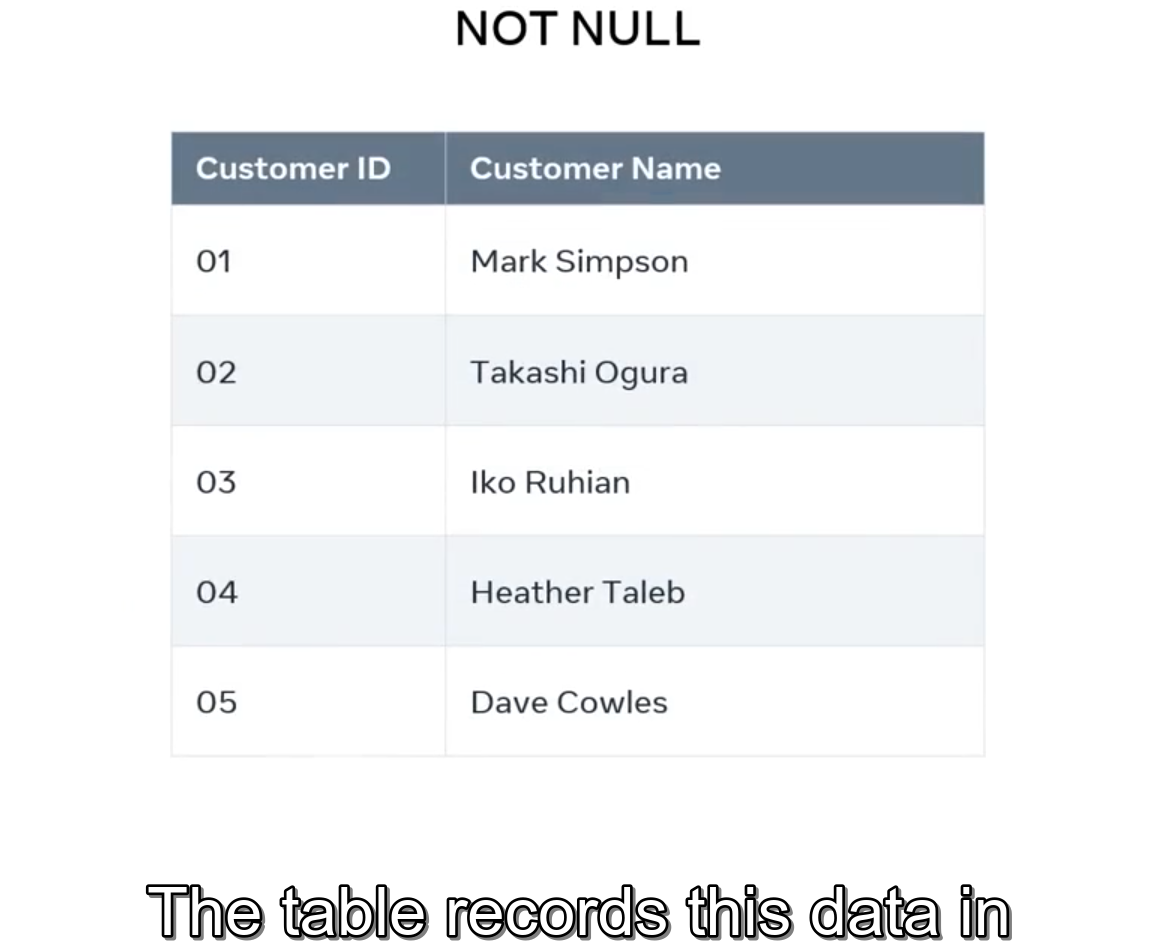 NOT NULL
Customer ID Customer Name
01 Mark Simpson
02 Takashi Ogura
03 Iko Ruhian
04 Heather Taleb
05 Dave Cowles
The table records this data in